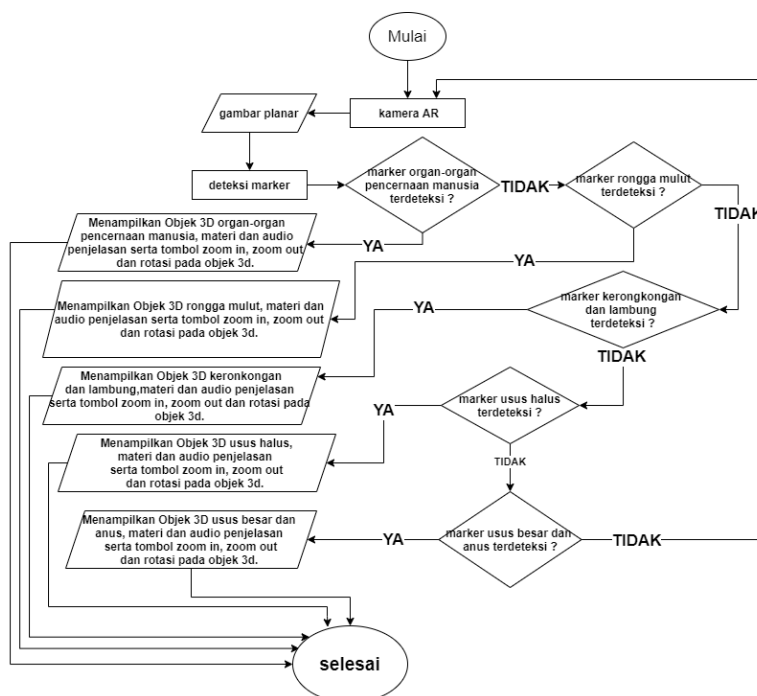 Mulai
kamera AR
gambar planar
deteksi marker
marker organ-organ
pencernaan manusia
terdeteksi ?
TIDAK
marker rongga mulut
terdeteksi ?
TIDAK
YA
Menampilkan Objek 3D organ-organ
pencernaan manusia, materi dan audio
penjelasan serta tombol zoom in, zoom out
dan rotasi pada objek 3d.
YA
Menampilkan Objek 3D rongga mulut, materi dan
audio penjelasan serta tombol zoom in, zoom out
dan rotasi pada objek 3d.
marker kerongkongan
dan lambung
terdeteksi ?
YA
TIDAK
Menampilkan Objek 3D keronkongan
dan lambung,materi dan audio penjelasan
serta tombol zoom in, zoom out dan rotasi pada
objek 3d.
marker usus halus
terdeteksi ?
YA
TIDAK
Menampilkan Objek 3D usus halus,
materi dan audio penjelasan
serta tombol zoom in, zoom out
dan rotasi pada objek 3d.
marker usus besar dan
anus terdeteksi ?
YA
TIDAK
Menampilkan Objek 3D usus besar dan
anus, materi dan audio penjelasan
serta tombol zoom in, zoom out
dan rotasi pada objek 3d.
selesai